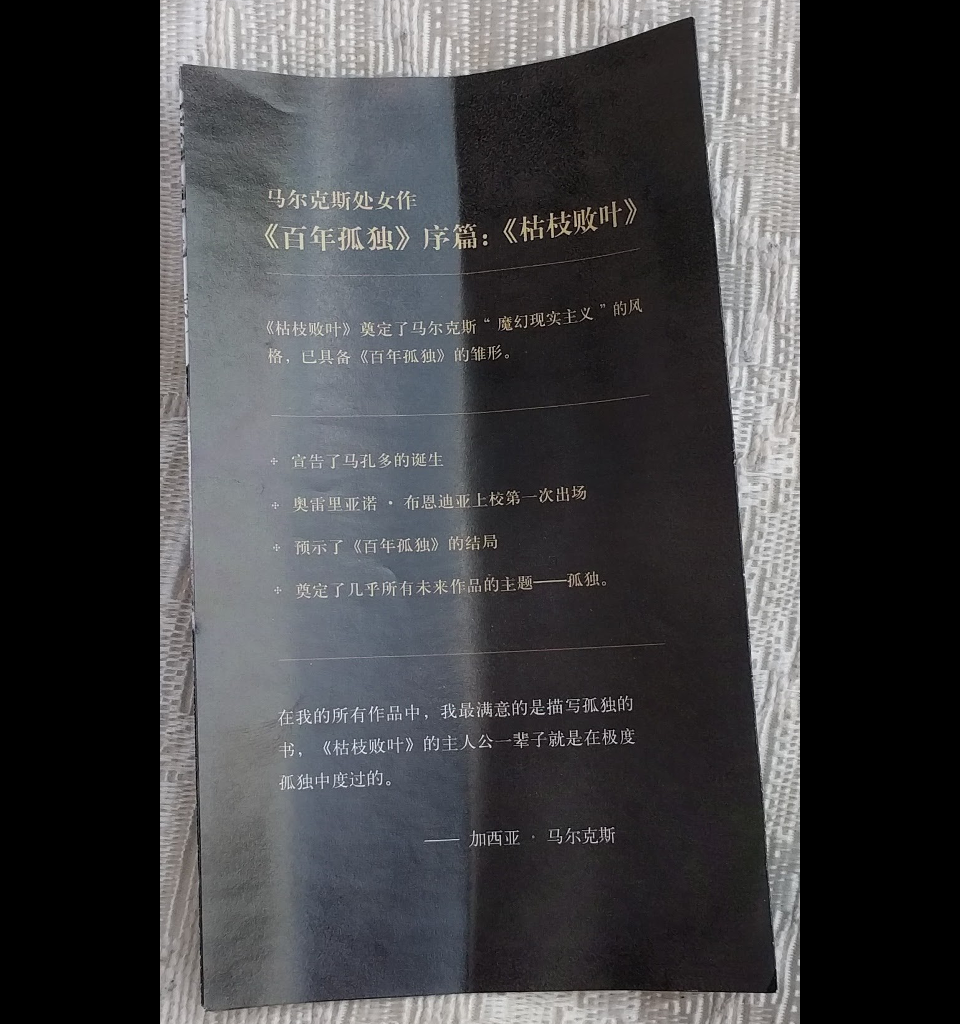 马尔克斯处女作
《百年孤独》序篇：《枯枝败叶》
《枯枝败叶》奠定了马尔克斯“魔幻现实主义”的风
格，已具备《百年孤独》的雏形。
宣告了马孔多的诞生
奥雷里亚诺·布恩迪亚上校第一次出场
预示了《百年孤独》的结局
奠定了几乎所有未来作品的主题——孤独。
在我的所有作品中，我最满意的是描写孤独的
书，《枯枝败叶》的主人公一辈子就是在极度
孤独中度过的。
—— 加西亚·马尔克斯